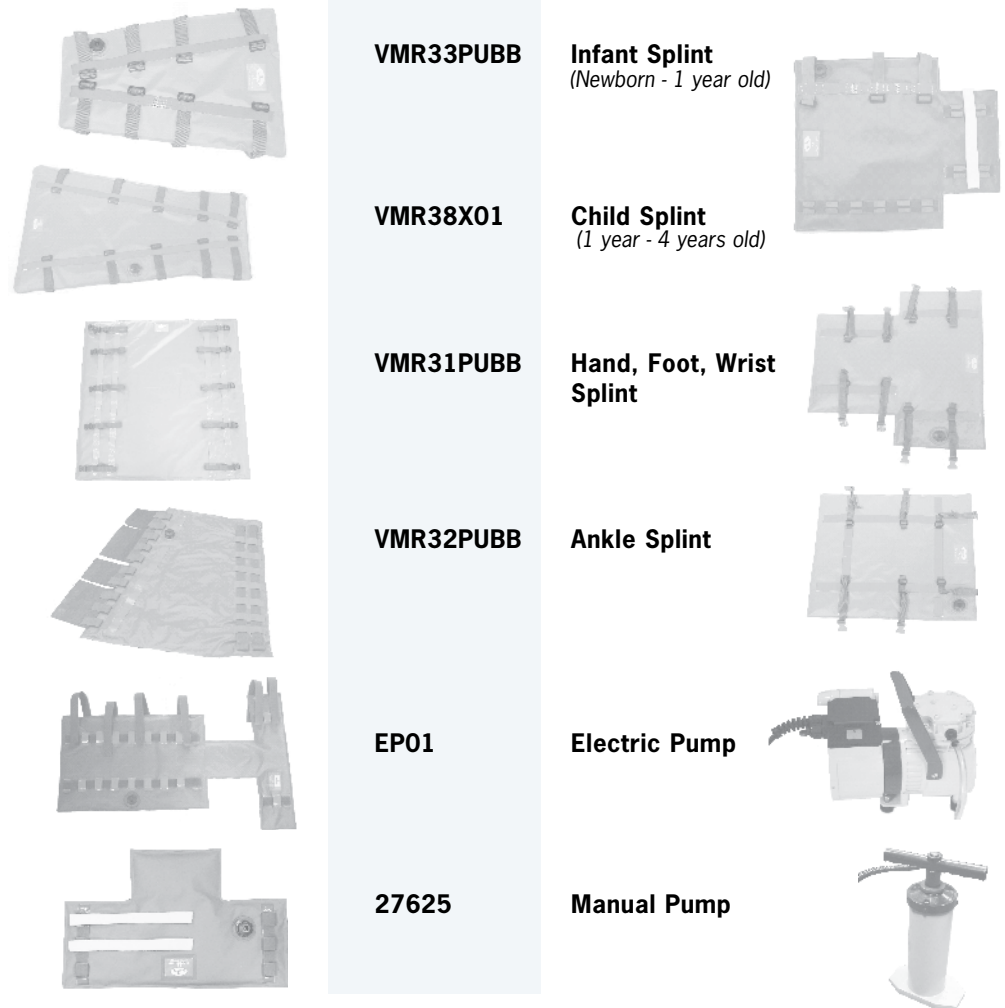 VMR33PUBB Infant Splint
(Newborn - 1 year old)
VMR38X01 Child Splint
(1 year - 4 years old)
VMR31PUBB Hand, Foot, Wrist
Splint
VMR32PUBB Ankle Splint
EP01 Electric Pump
27625 Manual Pump